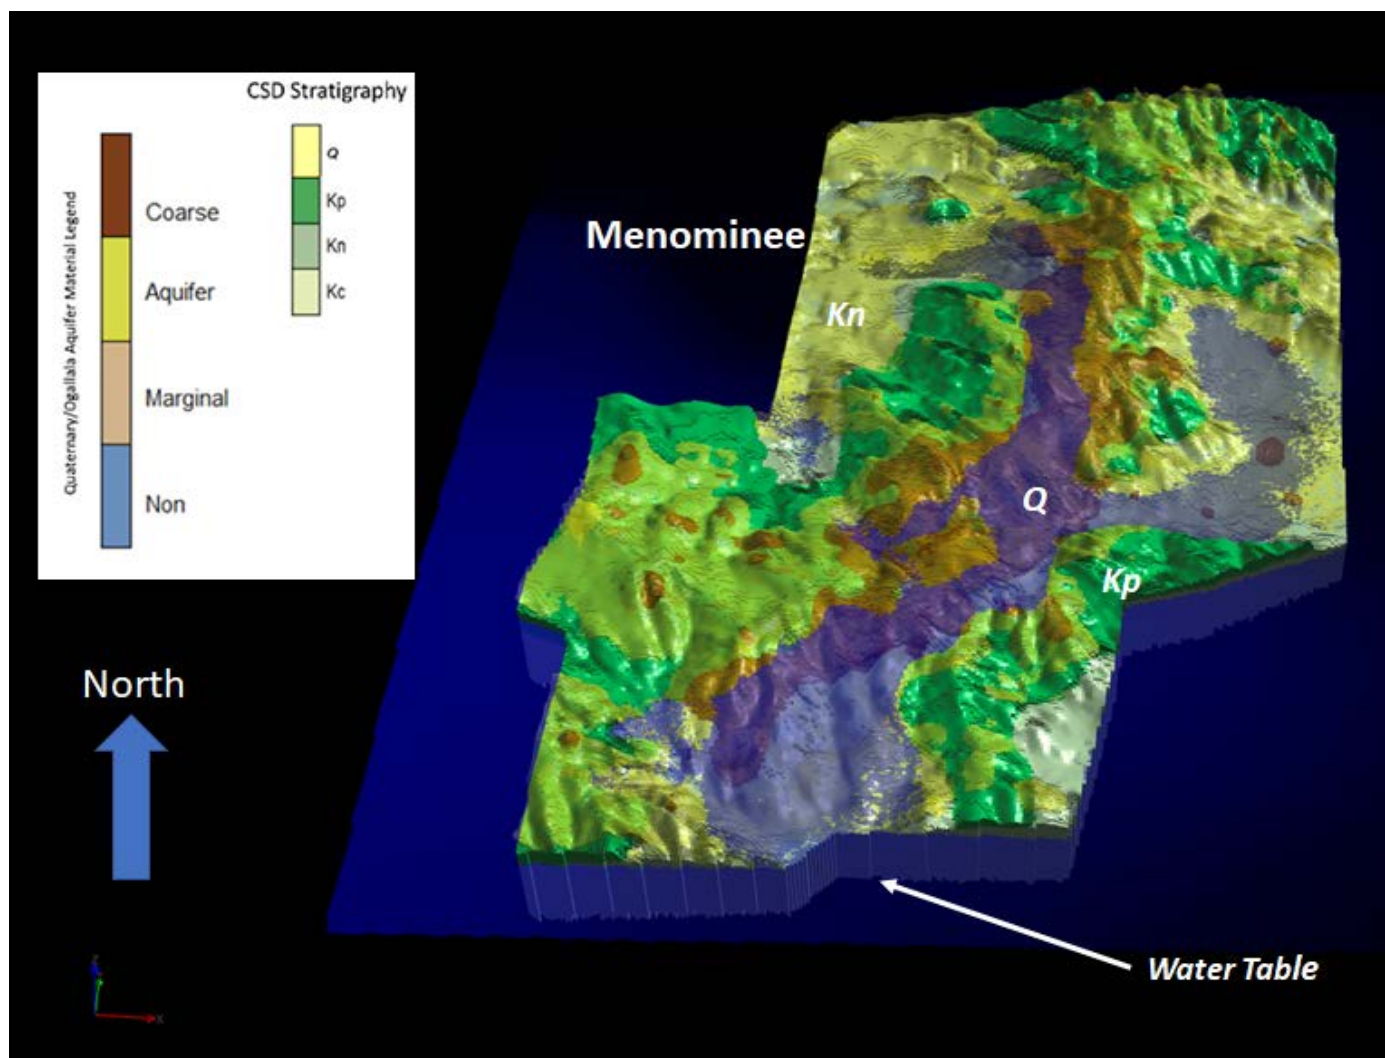 CSD Stratigraphy
Q
Kp
Kn
Kc
Quaternary/Ogallala Aquifer Material Legend
Coarse
Aquifer
Marginal
Non
Menominee
Kn
Q
Kp
North
Water Table
X